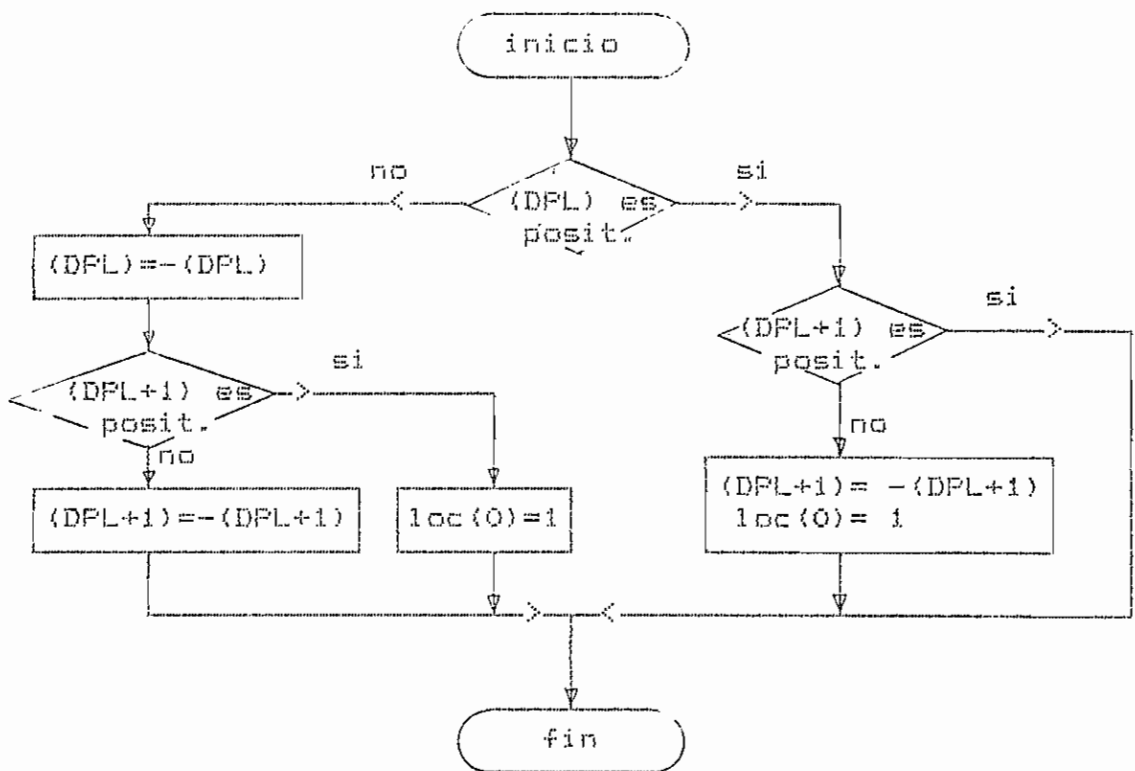 inicio
no
si
(DPL) es
posit.
(DPL)=-(DPL)
si
(DPL+1) es
posit.
si
(DPL+1) es
posit.
no
no
(DPL+1)=-(DPL+1)
loc(0)=1
(DPL+1)= -(DPL+1)
loc(0)= 1
fin